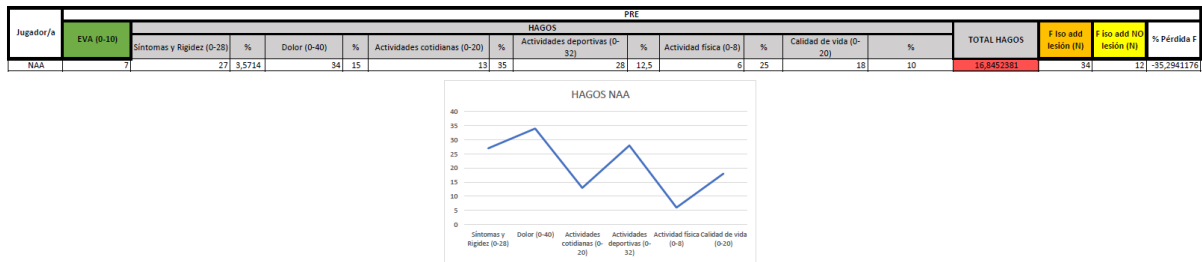 PRE
Jugador/a EVA (0-10) HAGOS TOTAL HAGOS F Iso add lesión (N) F iso add NO lesión (N) % Pérdida F
Síntomas y Rigidez (0-28) % Dolor (0-40) % Actividades cotidianas (0-20) % Actividades deportivas (0-32) % Actividad física (0-8) % Calidad de vida (0-20) %
NAA 7 27 3,5714 34 15 13 35 28 12,5 6 25 18 10 16,8452381 34 12 -35,2941176
HAGOS NAA
40
35
30
25
20
15
10
5
0
Síntomas y Rigidez (0-28) Dolor (0-40) Actividades cotidianas (0-20) Actividades deportivas (0-32) Actividad física (0-8) Calidad de vida (0-20)